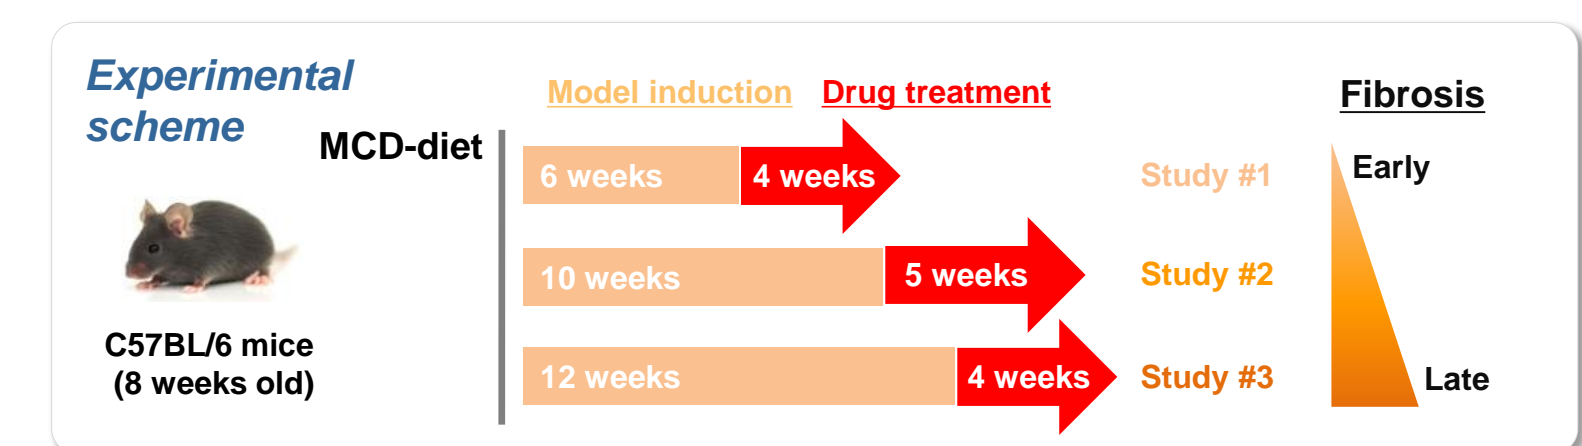 Experimental
scheme
MCD-diet
C57BL/6 mice
(8 weeks old)
Model induction
Drug treatment
Fibrosis
6 weeks
4 weeks
Study #1
Early
10 weeks
5 weeks
Study #2
12 weeks
4 weeks
Study #3
Late